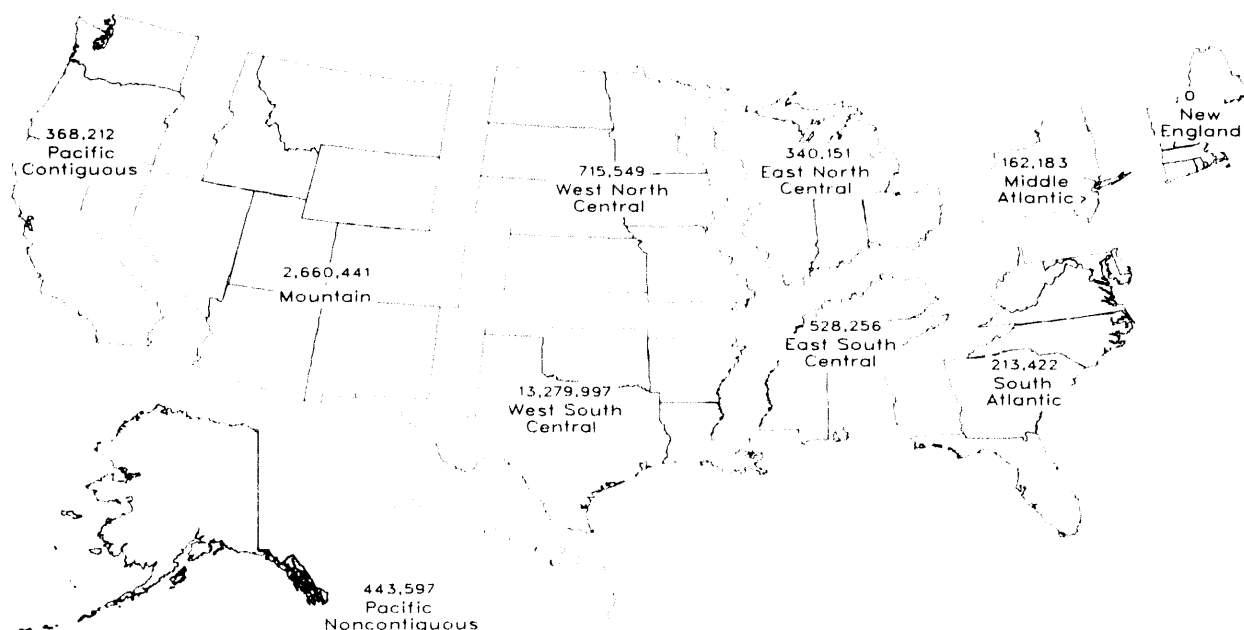 368,212
Pacific
Contiguous
2,660,441
Mountain
715,549
West North
Central
13,279,997
West South
Central
340,151
East North
Central
528,256
East South
Central
162,183
Middle
Atlantic
213,422
South
Atlantic
0
New
England
443,597
Pacific
Noncontiguous